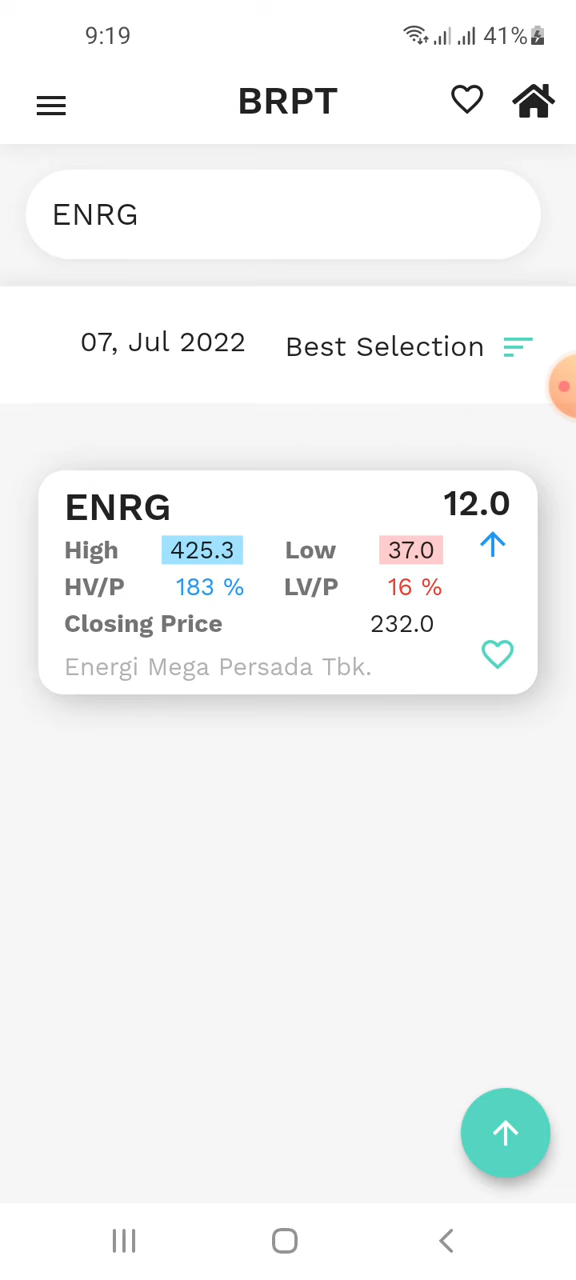 9:19 41%
BRPT
ENRG
07, Jul 2022 Best Selection
ENRG 12.0
High 425.3 Low 37.0
HV/P 183 % LV/P 16 %
Closing Price 232.0
Energi Mega Persada Tbk.